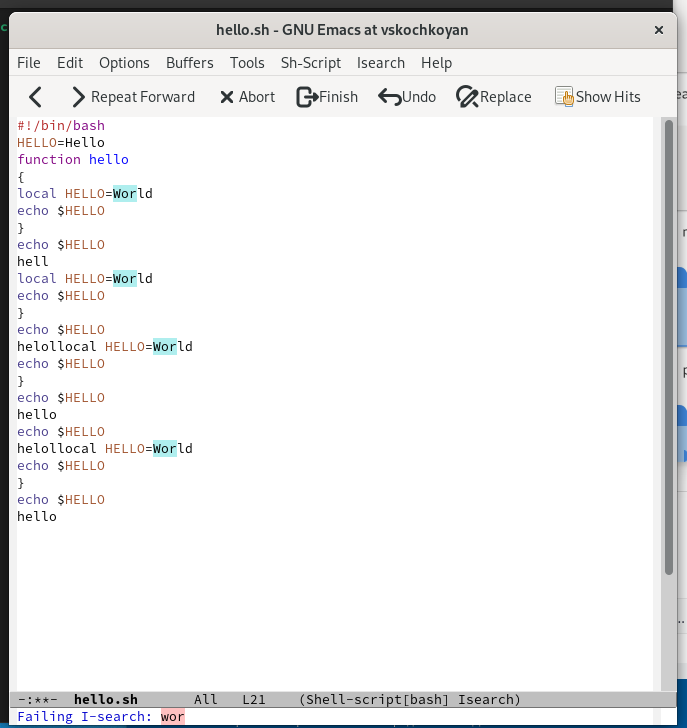 hello.sh - GNU Emacs at vskochkoyan
File Edit Options Buffers Tools Sh-Script Isearch Help
Repeat Forward Abort Finish Undo Replace Show Hits
#!/bin/bash
HELLO=Hello
function hello
{
local HELLO=World
echo $HELLO
}
echo $HELLO
hell
local HELLO=World
echo $HELLO
}
echo $HELLO
helollocal HELLO=World
echo $HELLO
}
echo $HELLO
hello
echo $HELLO
helollocal HELLO=World
echo $HELLO
}
echo $HELLO
hello
-:**- hello.sh All L21 (Shell-script[bash] Isearch)
Failing I-search: wor